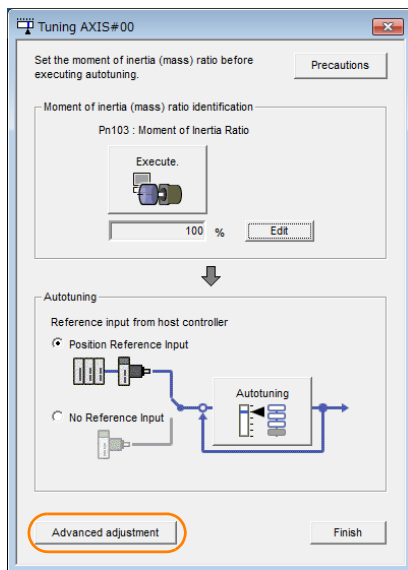 Tuning AXIS#00
Set the moment of inertia (mass) ratio before
executing autotuning.
Precautions
Moment of inertia (mass) ratio identification
Pn103 : Moment of Inertia Ratio
Execute.
100 %
Edit
Autotuning
Reference input from host controller
Position Reference Input
Autotuning
No Reference Input
Advanced adjustment
Finish